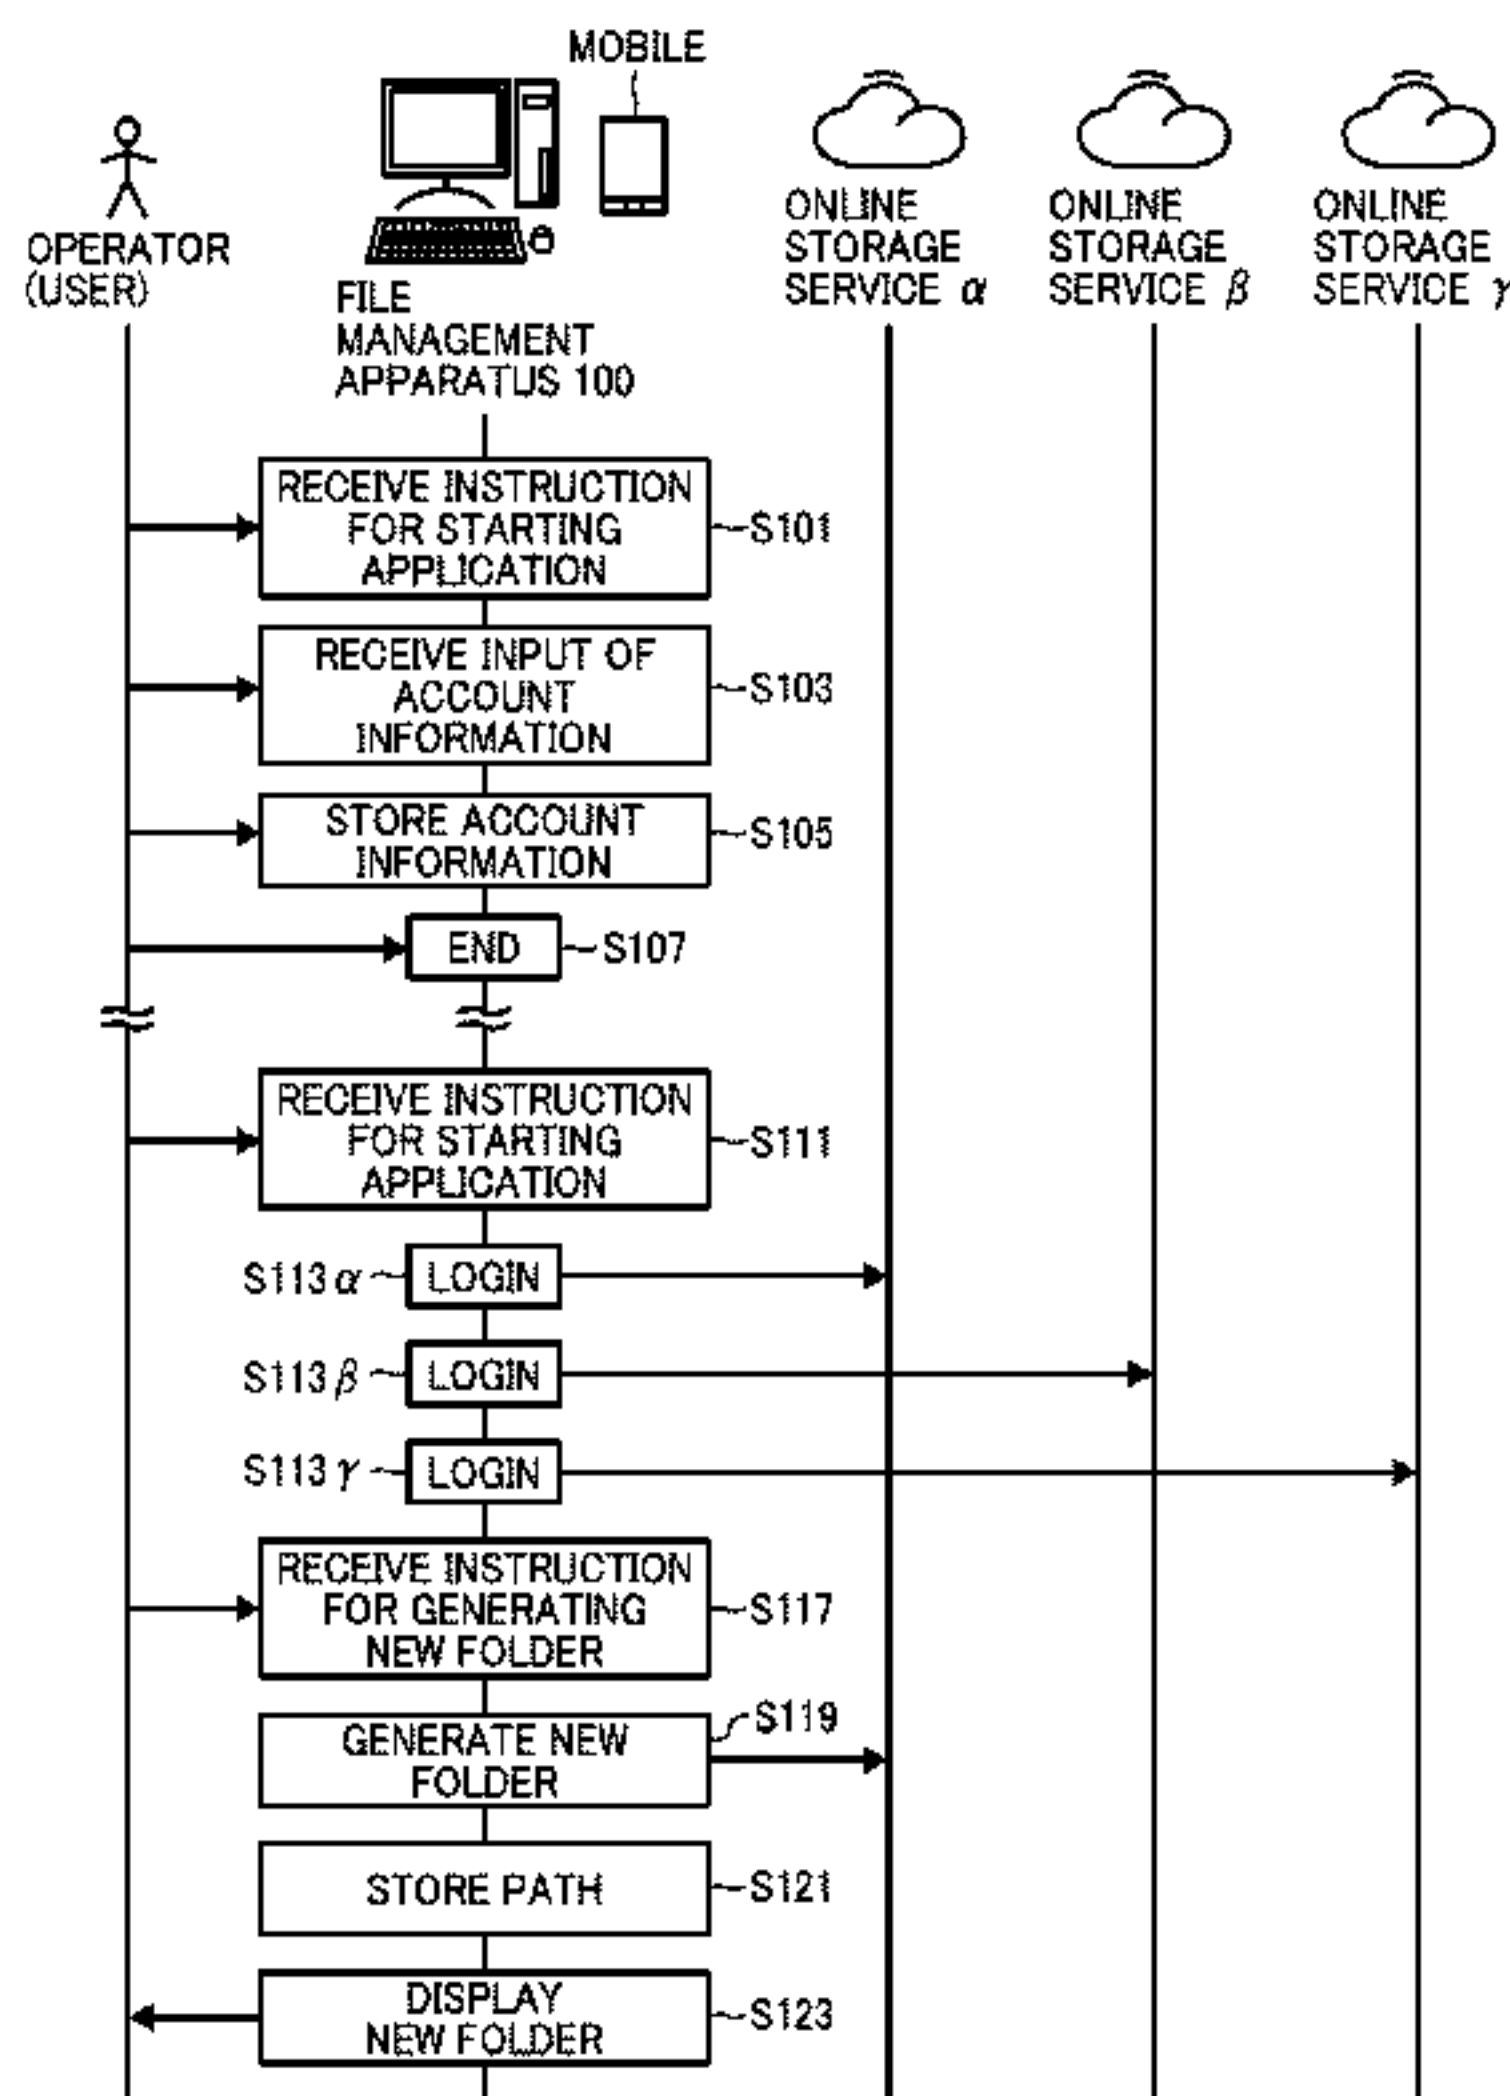 MOBILE
OPERATOR
(USER)
FILE
MANAGEMENT
APPARATUS 100
ONLINE
STORAGE
SERVICE α
ONLINE
STORAGE
SERVICE β
ONLINE
STORAGE
SERVICE γ
RECEIVE INSTRUCTION
FOR STARTING
APPLICATION
S101
RECEIVE INPUT OF
ACCOUNT
INFORMATION
S103
STORE ACCOUNT
INFORMATION
S105
END
S107
RECEIVE INSTRUCTION
FOR STARTING
APPLICATION
S111
S113 α
LOGIN
S113 β
LOGIN
S113 γ
LOGIN
RECEIVE INSTRUCTION
FOR GENERATING
NEW FOLDER
S117
GENERATE NEW
FOLDER
S119
STORE PATH
S121
DISPLAY
NEW FOLDER
S123